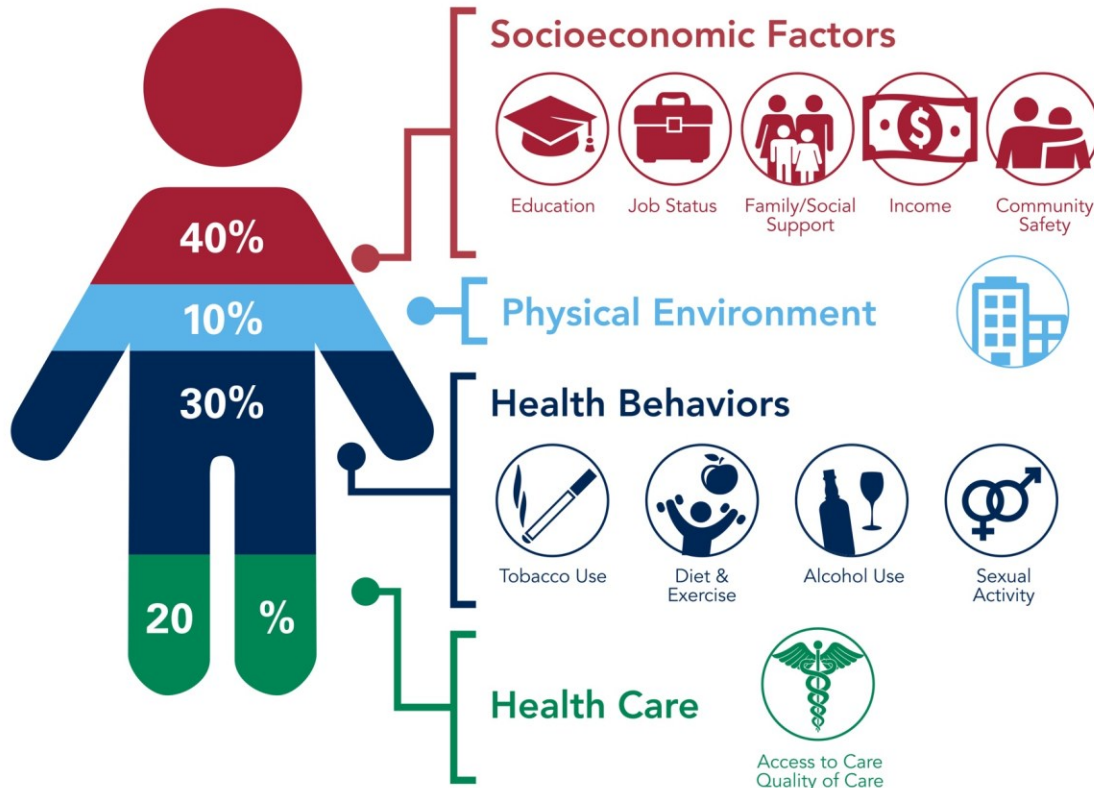 Socioeconomic Factors
$
Education
Job Status
Family/Social
Support
Income
Community
Safety
40%
10%
Physical Environment
30%
Health Behaviors
Tobacco Use
Diet &
Exercise
Alcohol Use
Sexual
Activity
20 %
Health Care
Access to Care
Quality of Care